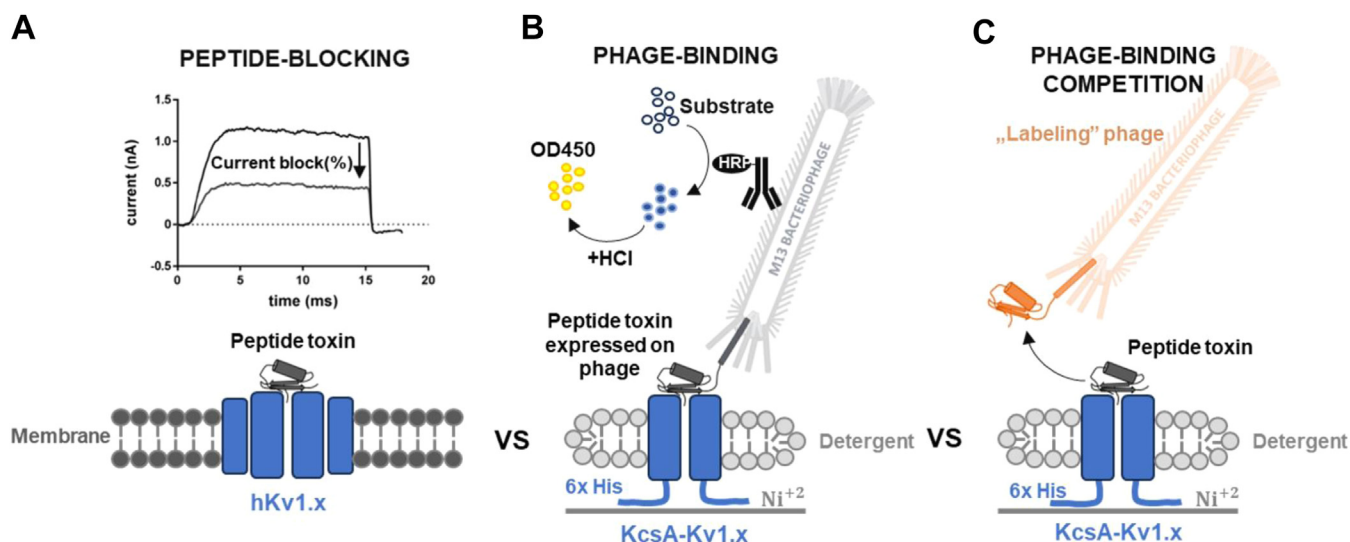 A
PEPTIDE-BLOCKING
1.5
1.0
0.5
0
-0.5
current (nA)
Current block(%)
0
5
10
15
20
time (ms)
Peptide toxin
Membrane
hKv1.x
VS
B
PHAGE-BINDING
Substrate
OD450
HRP
+HCl
M13 BACTERIOPHAGE
Peptide toxin
expressed on
phage
Detergent
6x His
Ni+2
KcsA-Kv1.x
VS
C
PHAGE-BINDING
COMPETITION
„Labeling” phage
M13 BACTERIOPHAGE
Peptide toxin
Detergent
6x His
Ni+2
KcsA-Kv1.x